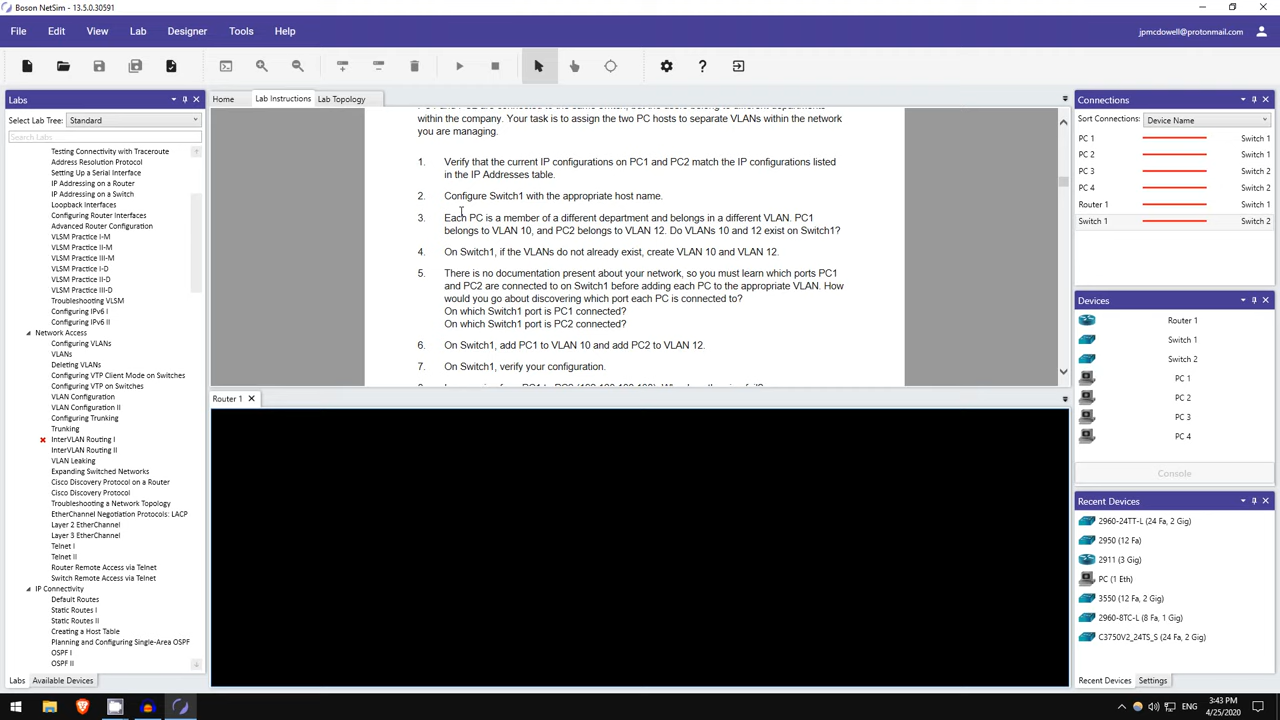 Boson NetSim - 13.5.0.30591
File Edit View Lab Designer Tools Help
jpmcdowell@protonmail.com
Labs
Select Lab Tree: Standard
Search Labs
Testing Connectivity with Traceroute
Address Resolution Protocol
Setting Up a Serial Interface
IP Addressing on a Router
IP Addressing on a Switch
Loopback Interfaces
Configuring Router Interfaces
Advanced Router Configuration
VLSM Practice I-M
VLSM Practice II-M
VLSM Practice III-M
VLSM Practice I-D
VLSM Practice II-D
VLSM Practice III-D
Troubleshooting VLSM
Configuring IPv6 I
Configuring IPv6 II
Network Access
Configuring VLANs
VLANs
Deleting VLANs
Configuring VTP Client Mode on Switches
Configuring VTP on Switches
VLAN Configuration
VLAN Configuration II
Configuring Trunking
Trunking
InterVLAN Routing I
InterVLAN Routing II
VLAN Leaking
Expanding Switched Networks
Cisco Discovery Protocol on a Router
Cisco Discovery Protocol
Troubleshooting a Network Topology
EtherChannel Negotiation Protocols: LACP
Layer 2 EtherChannel
Layer 3 EtherChannel
Telnet I
Telnet II
Router Remote Access via Telnet
Switch Remote Access via Telnet
IP Connectivity
Default Routes
Static Routes I
Static Routes II
Creating a Host Table
Planning and Configuring Single-Area OSPF
OSPF I
OSPF II
Labs Available Devices
Home Lab Instructions Lab Topology
within the company. Your task is to assign the two PC hosts to separate VLANs within the network
you are managing.
1. Verify that the current IP configurations on PC1 and PC2 match the IP configurations listed
in the IP Addresses table.
2. Configure Switch1 with the appropriate host name.
3. Each PC is a member of a different department and belongs in a different VLAN. PC1
belongs to VLAN 10, and PC2 belongs to VLAN 12. Do VLANs 10 and 12 exist on Switch1?
4. On Switch1, if the VLANs do not already exist, create VLAN 10 and VLAN 12.
5. There is no documentation present about your network, so you must learn which ports PC1
and PC2 are connected to on Switch1 before adding each PC to the appropriate VLAN. How
would you go about discovering which port each PC is connected to?
On which Switch1 port is PC1 connected?
On which Switch1 port is PC2 connected?
6. On Switch1, add PC1 to VLAN 10 and add PC2 to VLAN 12.
7. On Switch1, verify your configuration.
Router 1
Connections
Sort Connections: Device Name
PC 1 Switch 1
PC 2 Switch 1
PC 3 Switch 2
PC 4 Switch 2
Router 1 Switch 1
Switch 1 Switch 2
Devices
Router 1
Switch 1
Switch 2
PC 1
PC 2
PC 3
PC 4
Console
Recent Devices
2960-24TT-L (24 Fa, 2 Gig)
2950 (12 Fa)
2911 (3 Gig)
PC (1 Eth)
3550 (12 Fa, 2 Gig)
2960-8TC-L (8 Fa, 1 Gig)
C3750V2_24TS_S (24 Fa, 2 Gig)
Recent Devices Settings
ENG
3:43 PM
4/25/2020